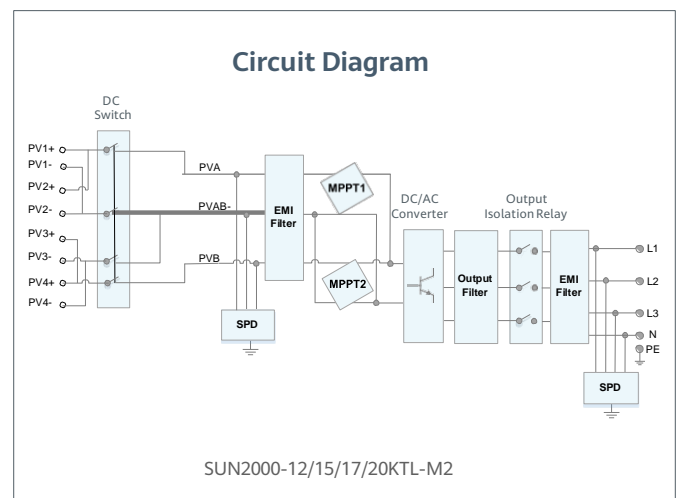 Circuit Diagram
DC
Switch
PV1+
PV1-
PV2+
PV2-
PV3+
PV3-
PV4+
PV4-
PVA
PVAB-
PVB
EMI
Filter
SPD
MPPT1
MPPT2
DC/AC
Converter
Output
Filter
Output
Isolation Relay
EMI
Filter
L1
L2
L3
N
PE
SPD
SUN2000-12/15/17/20KTL-M2